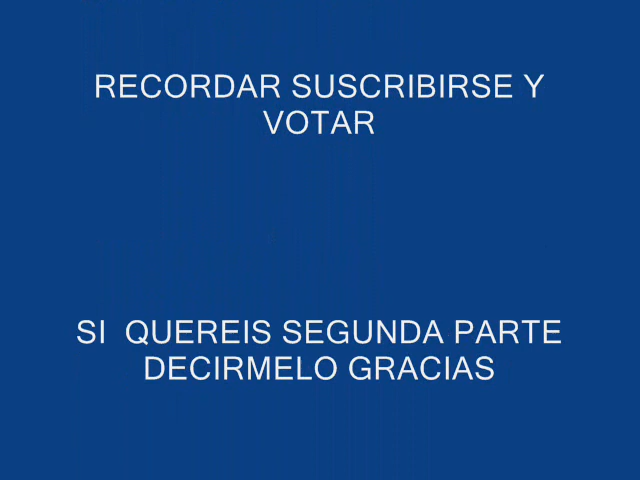 RECORDAR SUSCRIBIRSE Y
VOTAR
SI  QUEREIS SEGUNDA PARTE
DECIRMELO GRACIAS